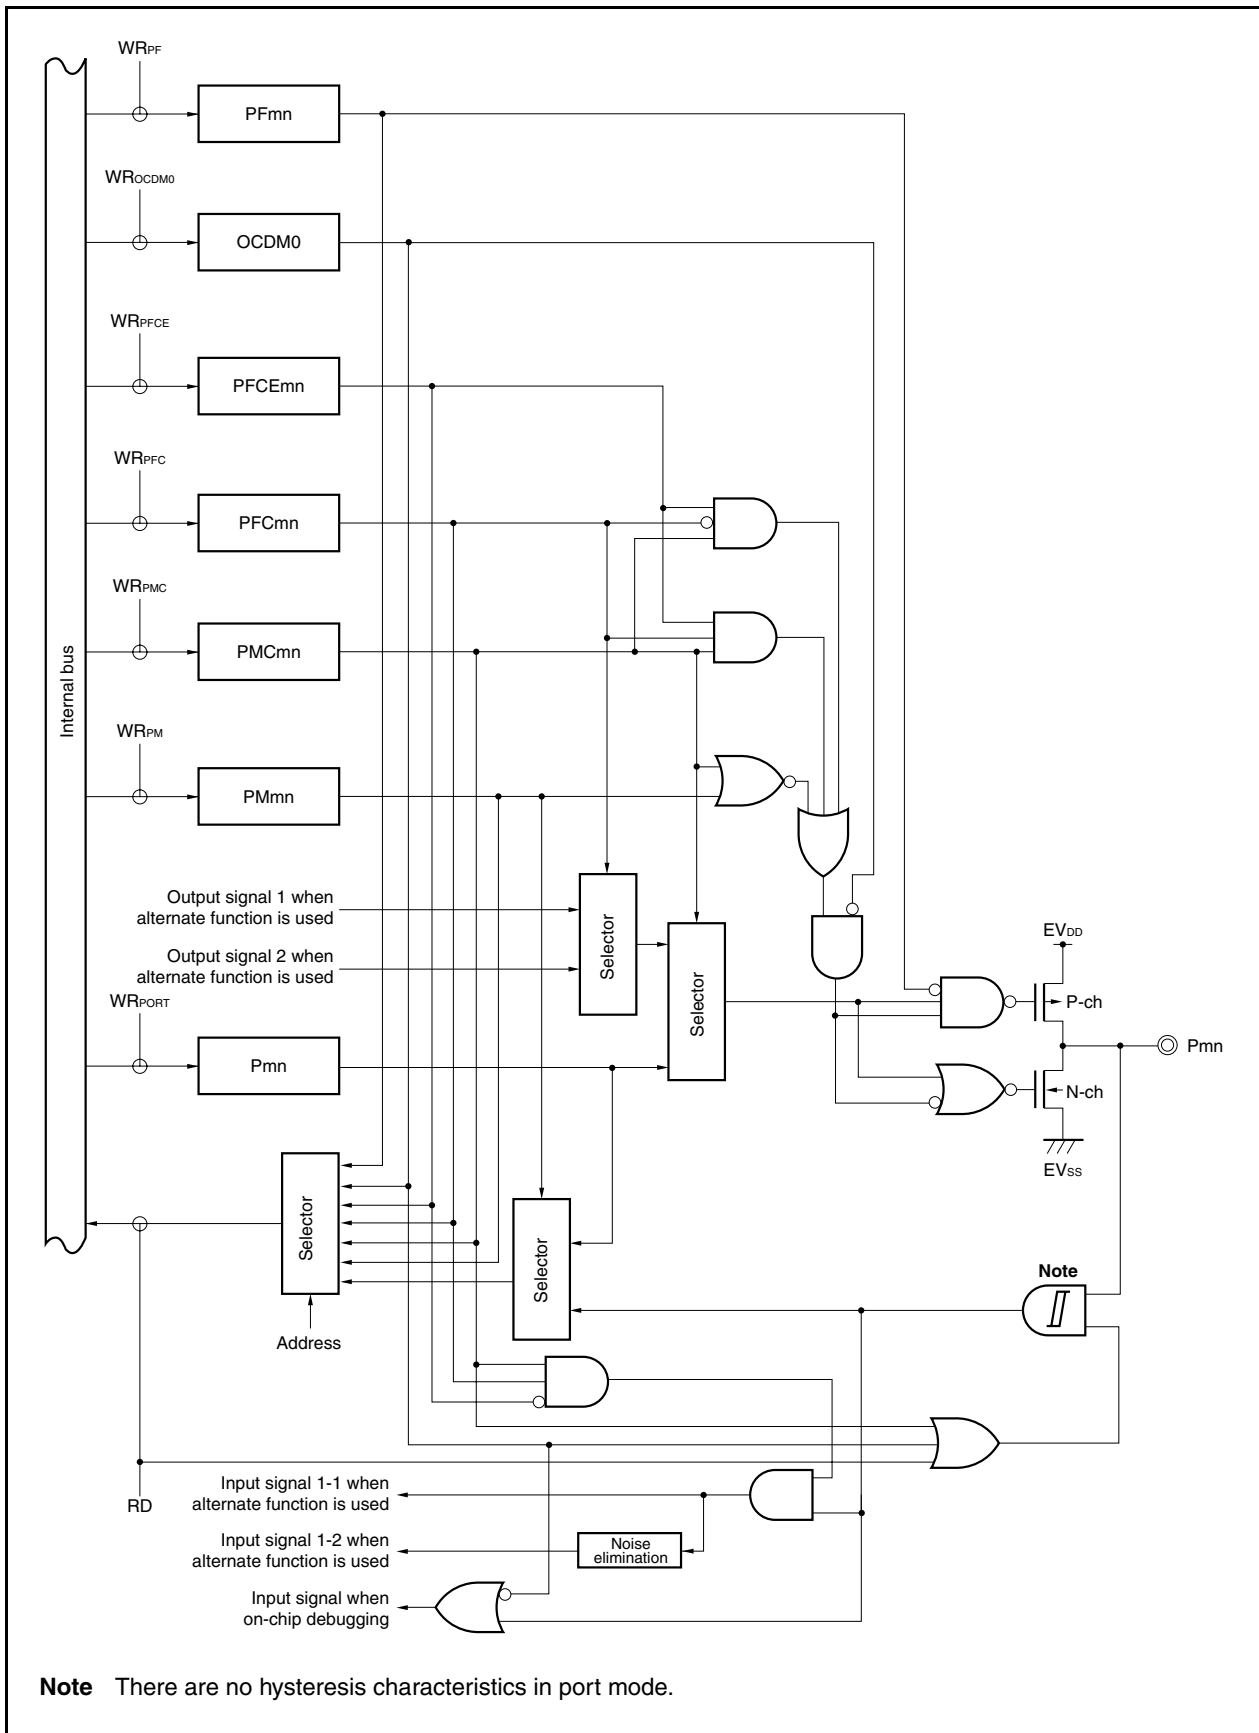 WRPF
PFmn
WROCDM0
OCDM0
WRPFCE
PFCEmn
WRPFC
PFCmn
WRPMC
PMCmn
Internal bus
WRPM
PMmn
Output signal 1 when
alternate function is used
Output signal 2 when
alternate function is used
Selector
Selector
EVDD
P-ch
WRPORT
Pmn
Pmn
N-ch
EVSS
Selector
Selector
Address
Note
RD
Input signal 1-1 when
alternate function is used
Input signal 1-2 when
alternate function is used
Noise
elimination
Input signal when
on-chip debugging
Note There are no hysteresis characteristics in port mode.